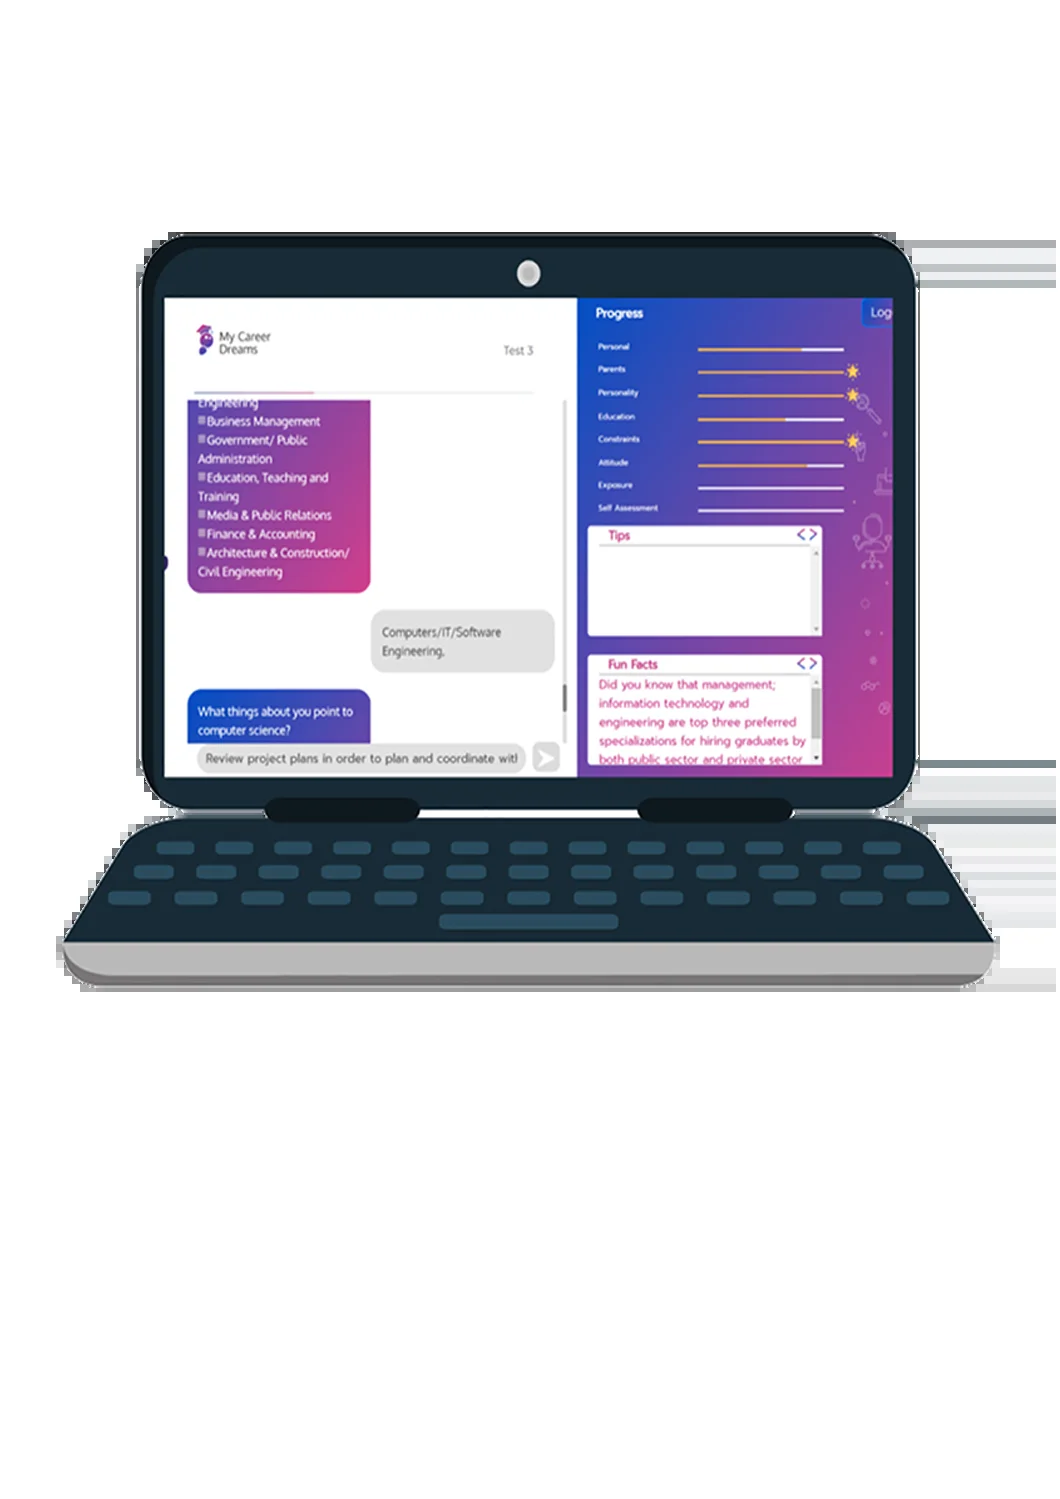 My Career
Dreams
Test 3
Engineering
Business Management
Government/ Public
Administration
Education, Teaching and
Training
Media & Public Relations
Finance & Accounting
Architecture & Construction/
Civil Engineering
Computers/IT/Software
Engineering,
What things about you point to
computer science?
Review project plans in order to plan and coordinate with
Progress
Log
Personal
Parents
Personality
Education
Constraints
Attitude
Exposure
Self Assessment
Tips
< >
Fun Facts
< >
Did you know that management;
information technology and
engineering are top three preferred
specializations for hiring graduates by
both public sector and private sector